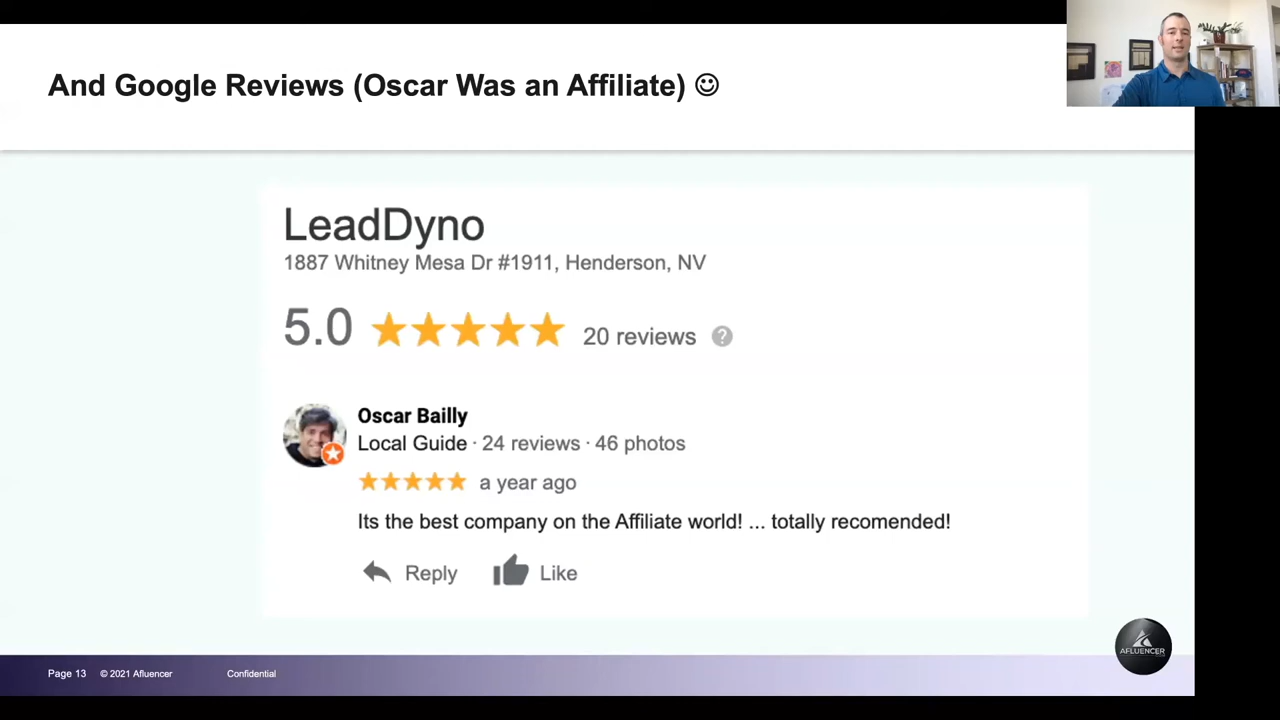 And Google Reviews (Oscar Was an Affiliate) ☺
LeadDyno
1887 Whitney Mesa Dr #1911, Henderson, NV
5.0 ★★★★★ 20 reviews ?
Oscar Bailly
Local Guide · 24 reviews · 46 photos
★★★★★ a year ago
Its the best company on the Affiliate world! ... totally recomended!
Reply Like
AFLUENCER
Page 13 © 2021 Afluencer Confidential